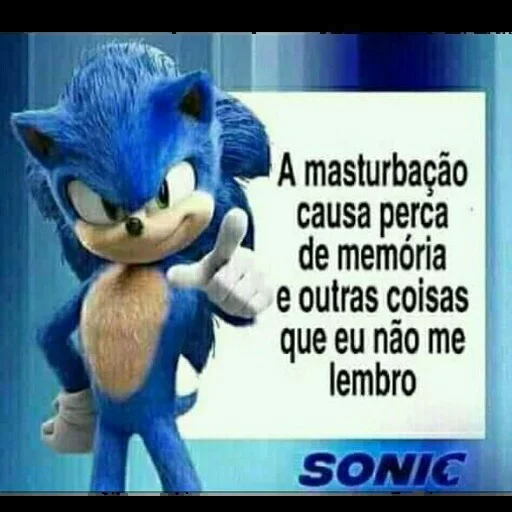 A masturbação
causa perca
de memória
e outras coisas
que eu não me
lembro
SONIC